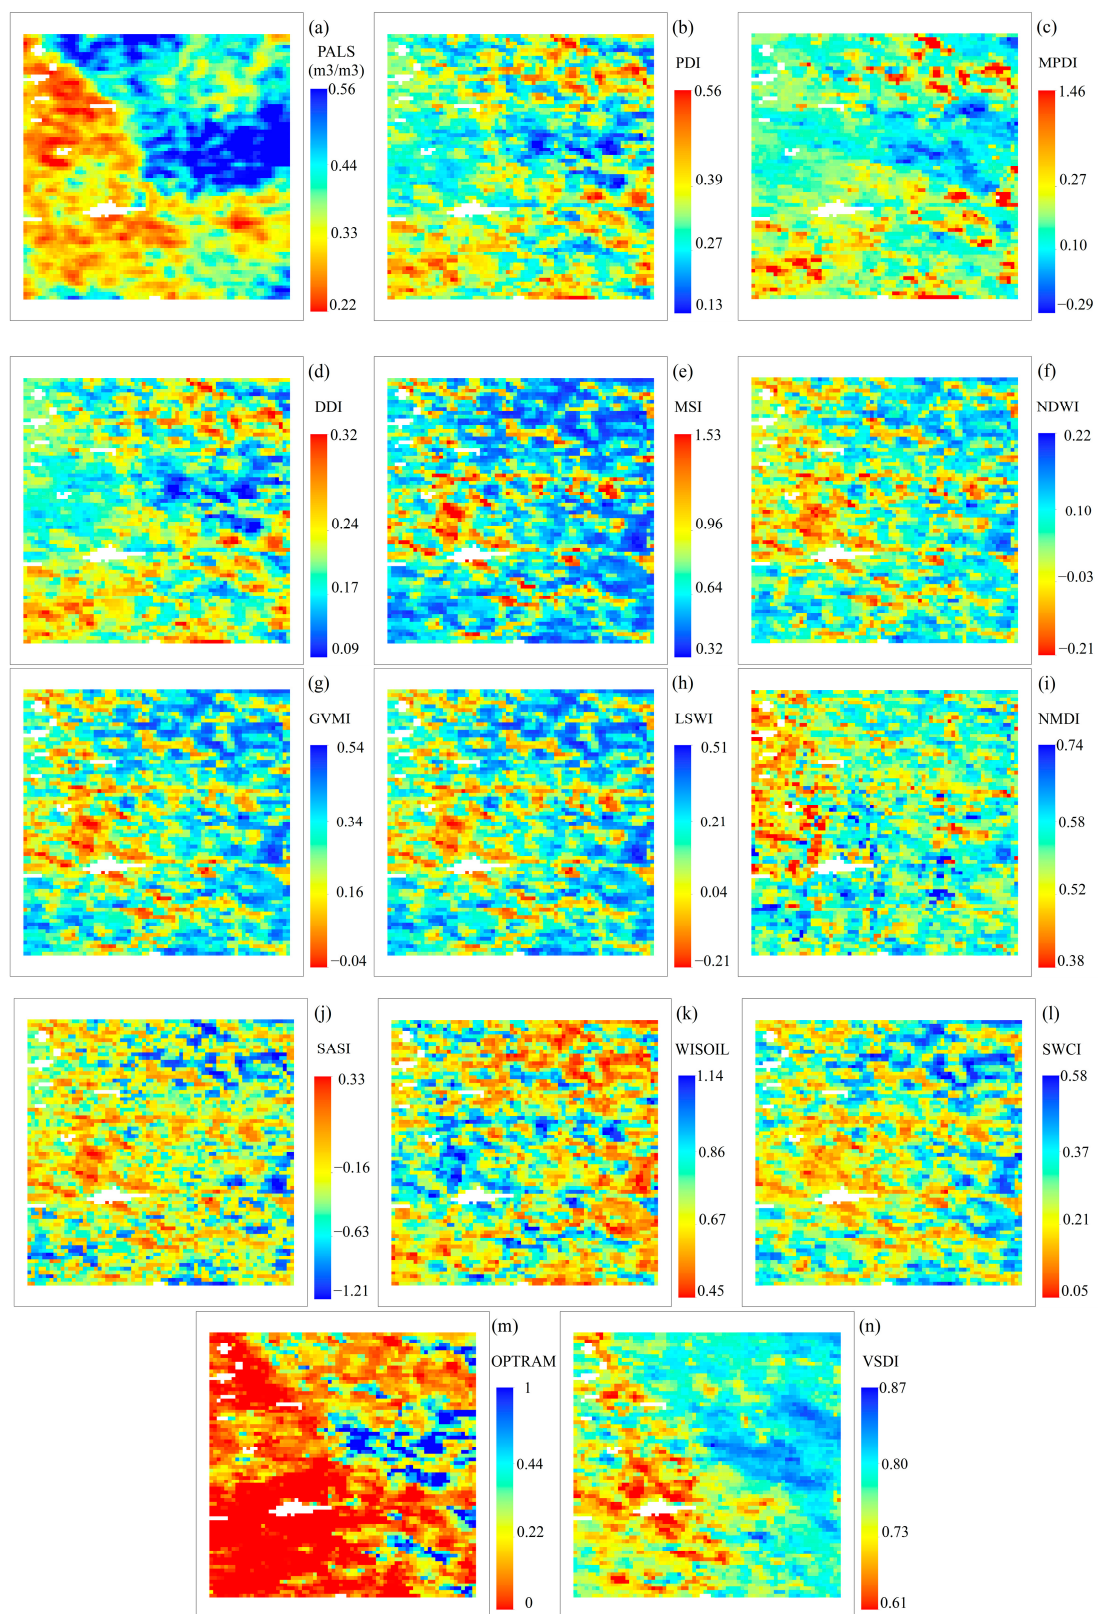 (a)
PALS
(m3/m3)
0.56
0.44
0.33
0.22
(b)
PDI
0.56
0.39
0.27
0.13
(c)
MPDI
1.46
0.27
0.10
−0.29
(d)
DDI
0.32
0.24
0.17
0.09
(e)
MSI
1.53
0.96
0.64
0.32
(f)
NDWI
0.22
0.10
−0.03
−0.21
(g)
GVMI
0.54
0.34
0.16
−0.04
(h)
LSWI
0.51
0.21
0.04
−0.21
(i)
NMDI
0.74
0.58
0.52
0.38
(j)
SASI
0.33
−0.16
−0.63
−1.21
(k)
WISOIL
1.14
0.86
0.67
0.45
(l)
SWCI
0.58
0.37
0.21
0.05
(m)
OPTRAM
1
0.44
0.22
0
(n)
VSDI
0.87
0.80
0.73
0.61